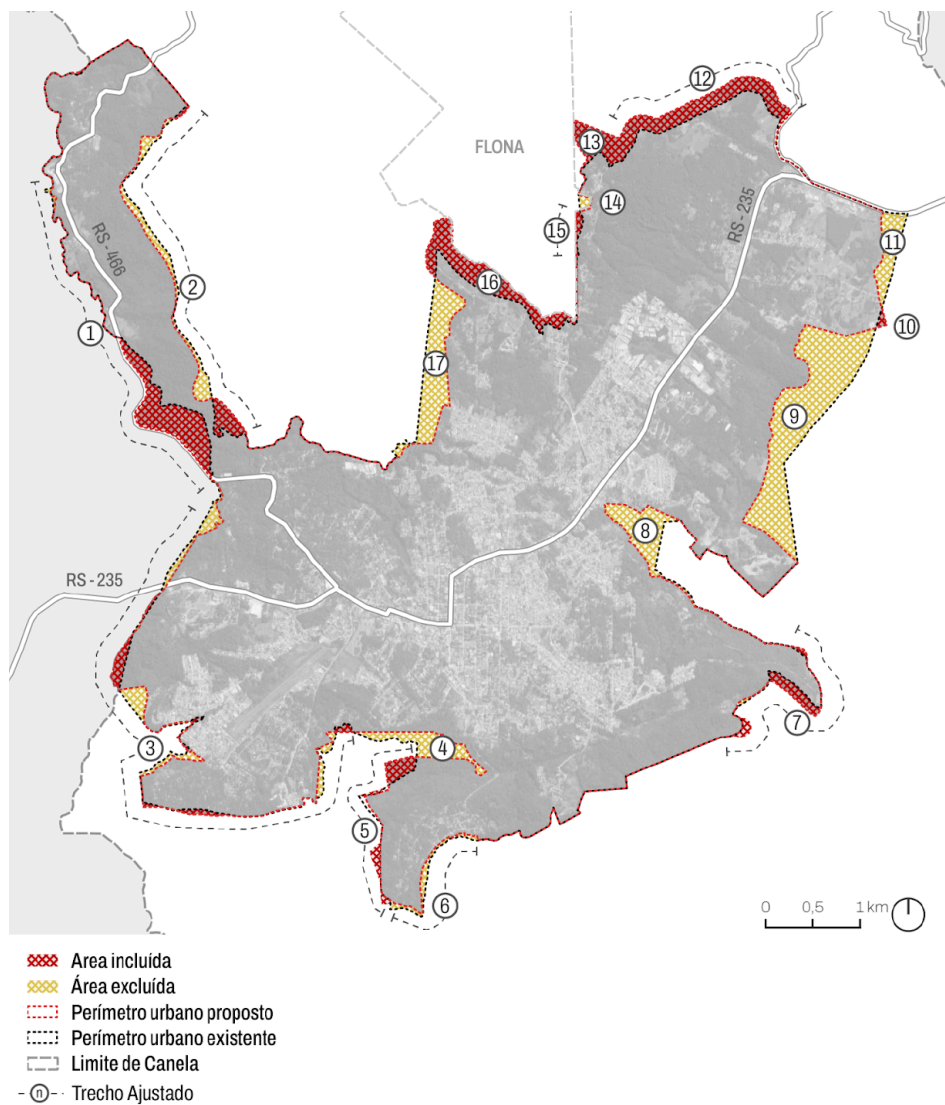 12
FLONA
13
14
15
RS - 235
11
RS - 466
2
16
10
1
17
9
8
RS - 235
7
3
4
5
6
0 0,5 1 km
Area incluída
Área excluída
Perímetro urbano proposto
Perímetro urbano existente
Limite de Canela
n Trecho Ajustado